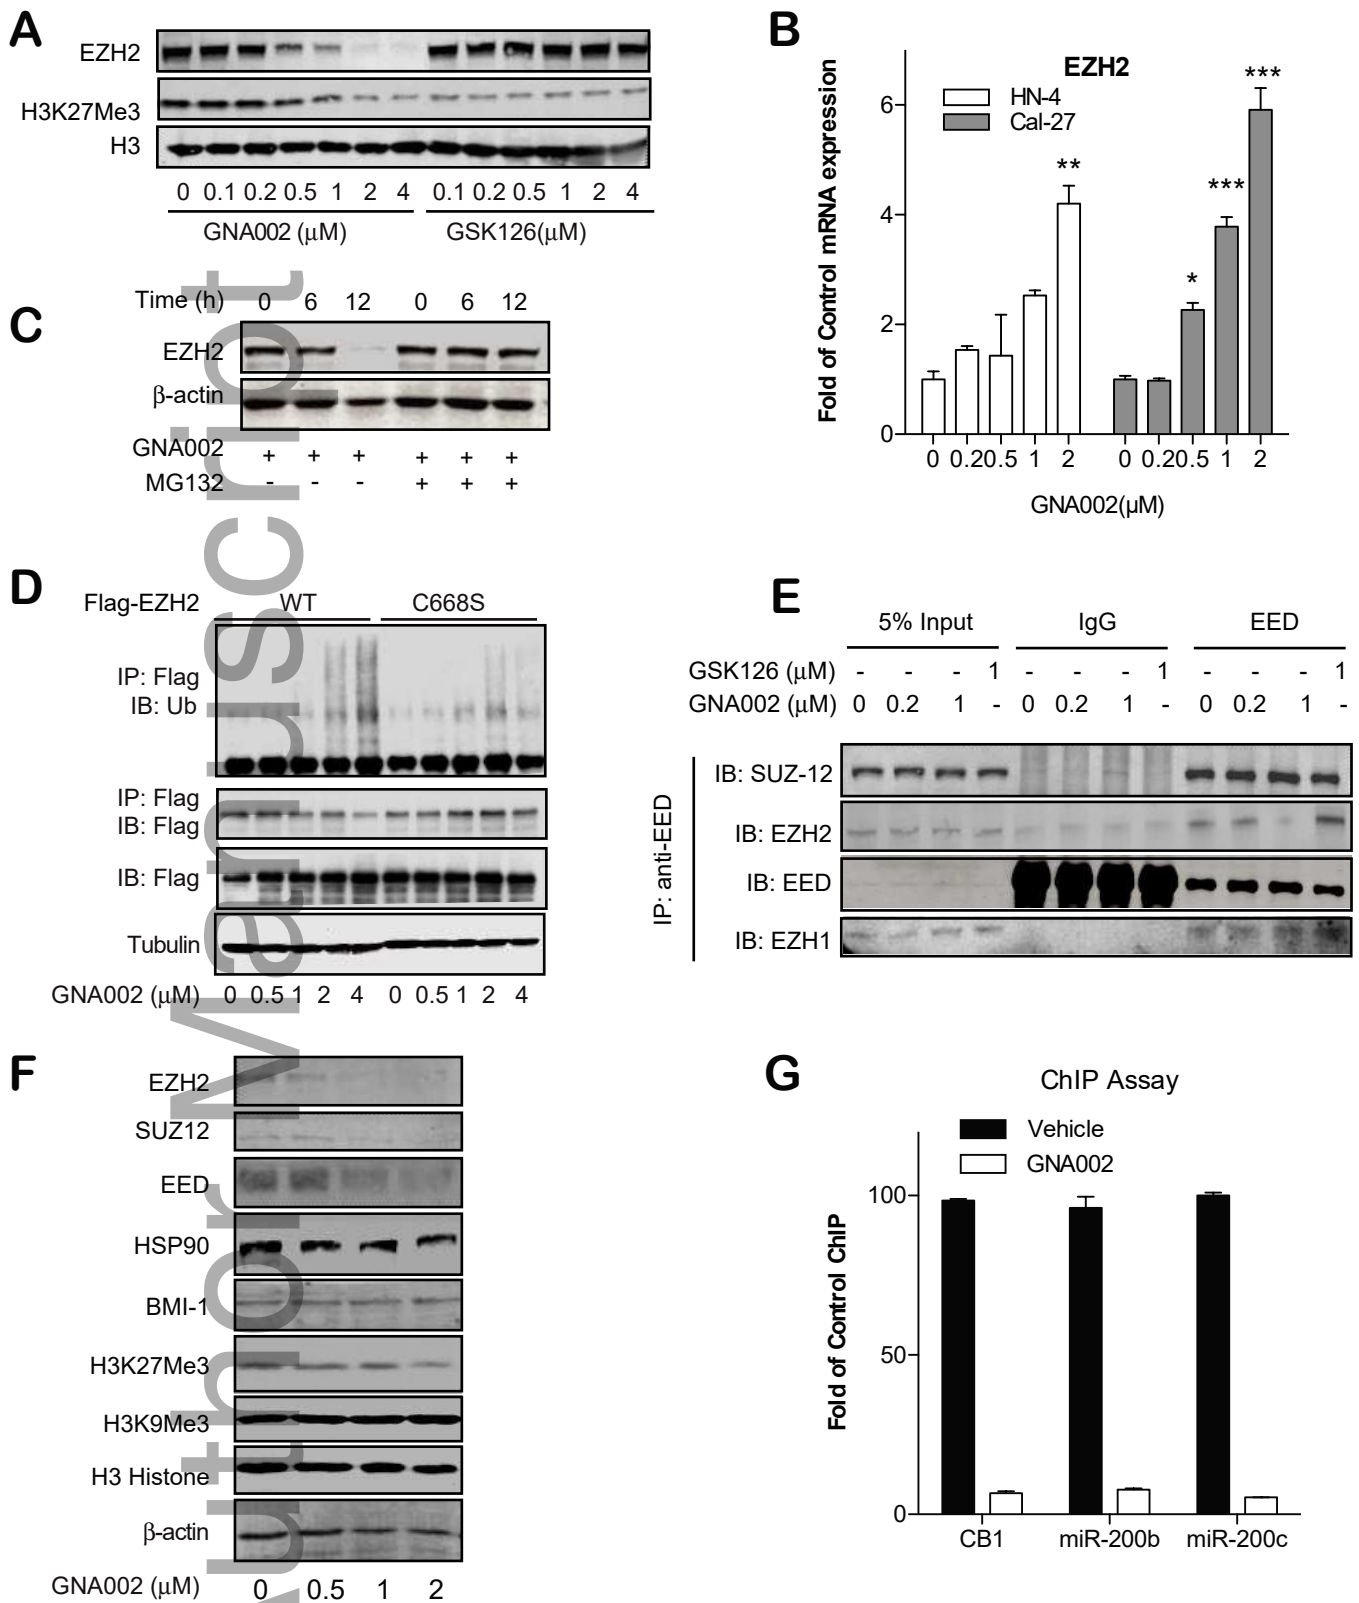 A
EZH2
H3K27Me3
H3
0 0.1 0.2 0.5 1 2 4 0.1 0.2 0.5 1 2 4
GNA002 (μM) GSK126(μM)
B
EZH2
HN-4
Cal-27
Fold of Control mRNA expression
6
4
2
0
** * *** ***
0 0.2 0.5 1 2 0 0.2 0.5 1 2
GNA002(μM)
C
Time (h) 0 6 12 0 6 12
EZH2
β-actin
GNA002 + + + + + +
MG132 - - - + + +
D
Flag-EZH2 WT C668S
IP: Flag
IB: Ub
IP: Flag
IB: Flag
IB: Flag
Tubulin
GNA002 (μM) 0 0.5 1 2 4 0 0.5 1 2 4
E
5% Input IgG EED
GSK126 (μM) - - - 1 - - - 1 - - - 1
GNA002 (μM) 0 0.2 1 - 0 0.2 1 - 0 0.2 1 -
IP: anti-EED
IB: SUZ-12
IB: EZH2
IB: EED
IB: EZH1
F
EZH2
SUZ12
EED
HSP90
BMI-1
H3K27Me3
H3K9Me3
H3 Histone
β-actin
GNA002 (μM) 0 0.5 1 2
G
ChIP Assay
Vehicle
GNA002
Fold of Control ChIP
100
50
0
CB1 miR-200b miR-200c
Author Manuscript